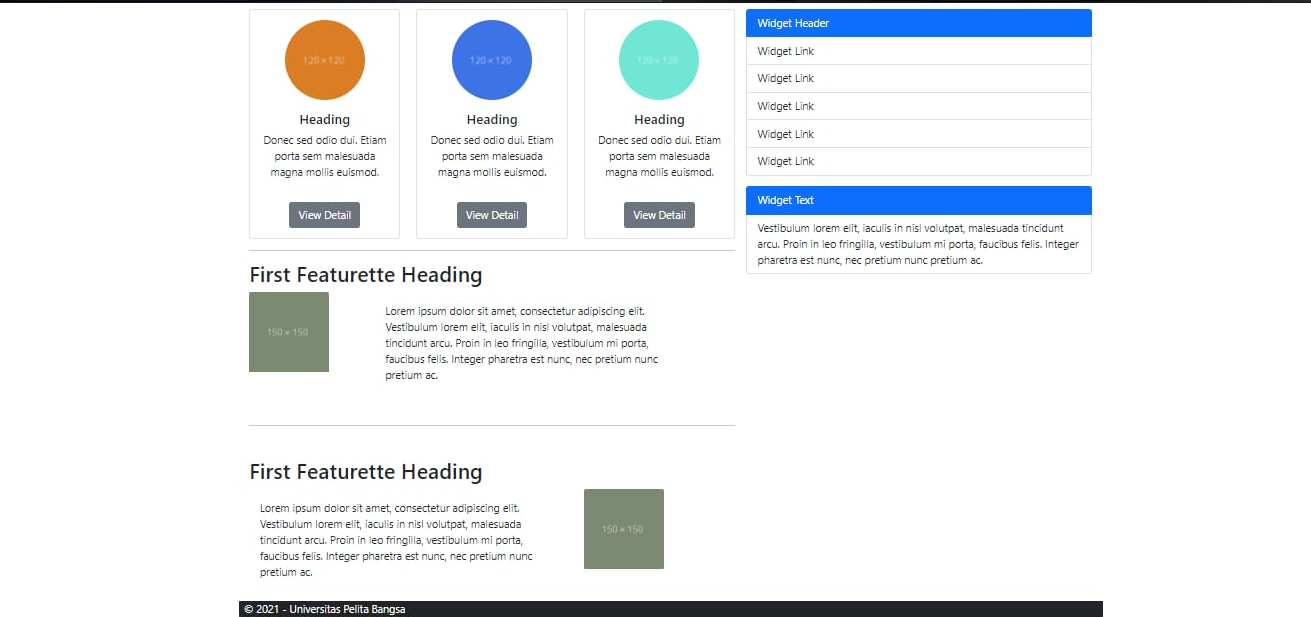 120 × 120
Heading
Donec sed odio dui. Etiam
porta sem malesuada
magna mollis euismod.
View Detail
120 × 120
Heading
Donec sed odio dui. Etiam
porta sem malesuada
magna mollis euismod.
View Detail
120 × 120
Heading
Donec sed odio dui. Etiam
porta sem malesuada
magna mollis euismod.
View Detail
First Featurette Heading
150 × 150
Lorem ipsum dolor sit amet, consectetur adipiscing elit.
Vestibulum lorem elit, iaculis in nisl volutpat, malesuada
tincidunt arcu. Proin in leo fringilla, vestibulum mi porta,
faucibus felis. Integer pharetra est nunc, nec pretium nunc
pretium ac.
First Featurette Heading
Lorem ipsum dolor sit amet, consectetur adipiscing elit.
Vestibulum lorem elit, iaculis in nisl volutpat, malesuada
tincidunt arcu. Proin in leo fringilla, vestibulum mi porta,
faucibus felis. Integer pharetra est nunc, nec pretium nunc
pretium ac.
150 × 150
Widget Header
Widget Link
Widget Link
Widget Link
Widget Link
Widget Link
Widget Text
Vestibulum lorem elit, iaculis in nisl volutpat, malesuada tincidunt
arcu. Proin in leo fringilla, vestibulum mi porta, faucibus felis. Integer
pharetra est nunc, nec pretium nunc pretium ac.
© 2021 - Universitas Pelita Bangsa